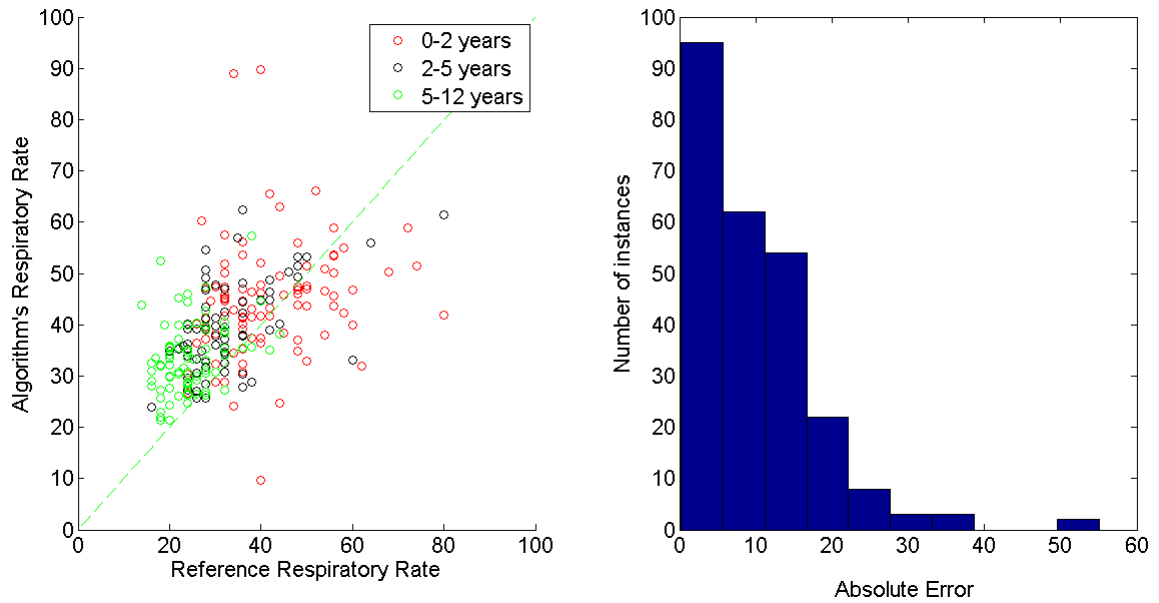 100
90
80
70
60
50
40
30
20
10
0
Algorithm's Respiratory Rate
0-2 years
2-5 years
5-12 years
0 20 40 60 80 100
Reference Respiratory Rate
100
90
80
70
60
50
40
30
20
10
0
Number of instances
0 10 20 30 40 50 60
Absolute Error